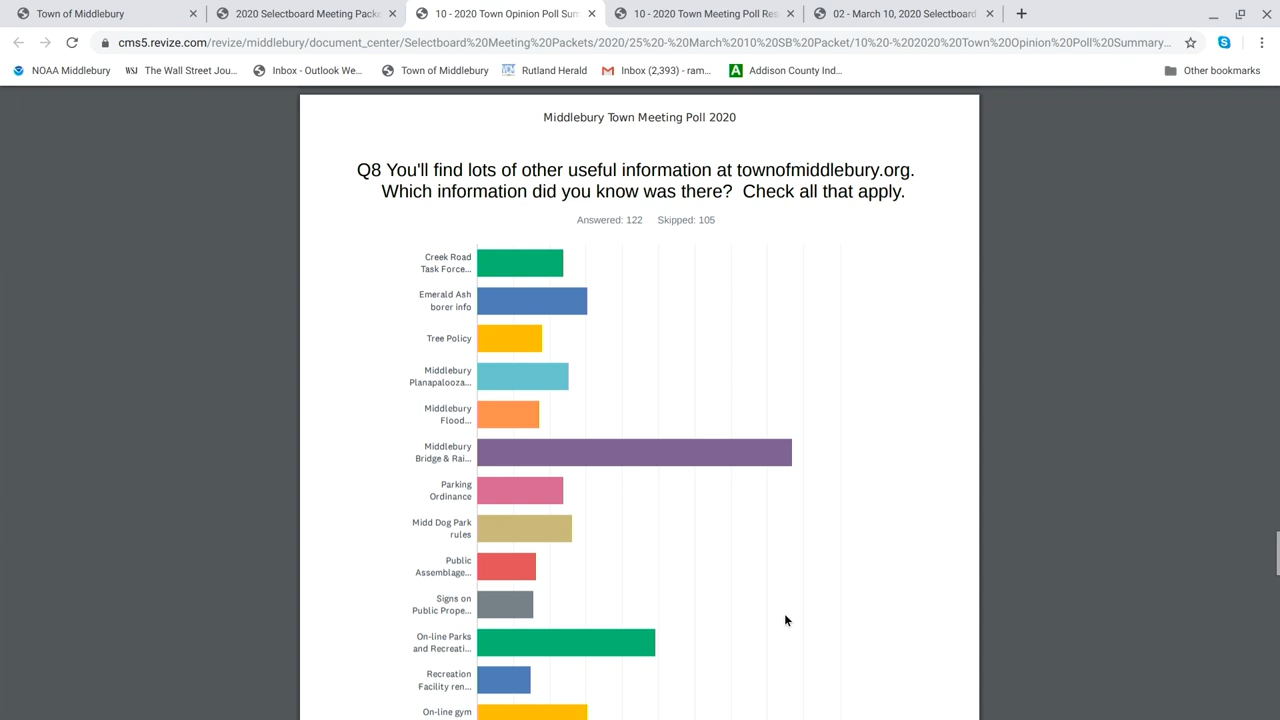 Town of Middlebury
2020 Selectboard Meeting Packe
10 - 2020 Town Opinion Poll Sum
10 - 2020 Town Meeting Poll Res
02 - March 10, 2020 Selectboard
cms5.revize.com/revize/middlebury/document_center/Selectboard%20Meeting%20Packets/2020/25%20-%20March%2010%20SB%20Packet/10%20-%202020%20Town%20Opinion%20Poll%20Summary...
NOAA Middlebury
WSJ The Wall Street Jou...
Inbox - Outlook We...
Town of Middlebury
Rutland Herald
Inbox (2,393) - ram...
A Addison County Ind...
Other bookmarks
Middlebury Town Meeting Poll 2020
Q8 You'll find lots of other useful information at townofmiddlebury.org.
Which information did you know was there? Check all that apply.
Answered: 122 Skipped: 105
Creek Road
Task Force...
Emerald Ash
borer info
Tree Policy
Middlebury
Planapalooza...
Middlebury
Flood...
Middlebury
Bridge & Rai...
Parking
Ordinance
Midd Dog Park
rules
Public
Assemblage...
Signs on
Public Prope...
On-line Parks
and Recreati...
Recreation
Facility ren...
On-line gym